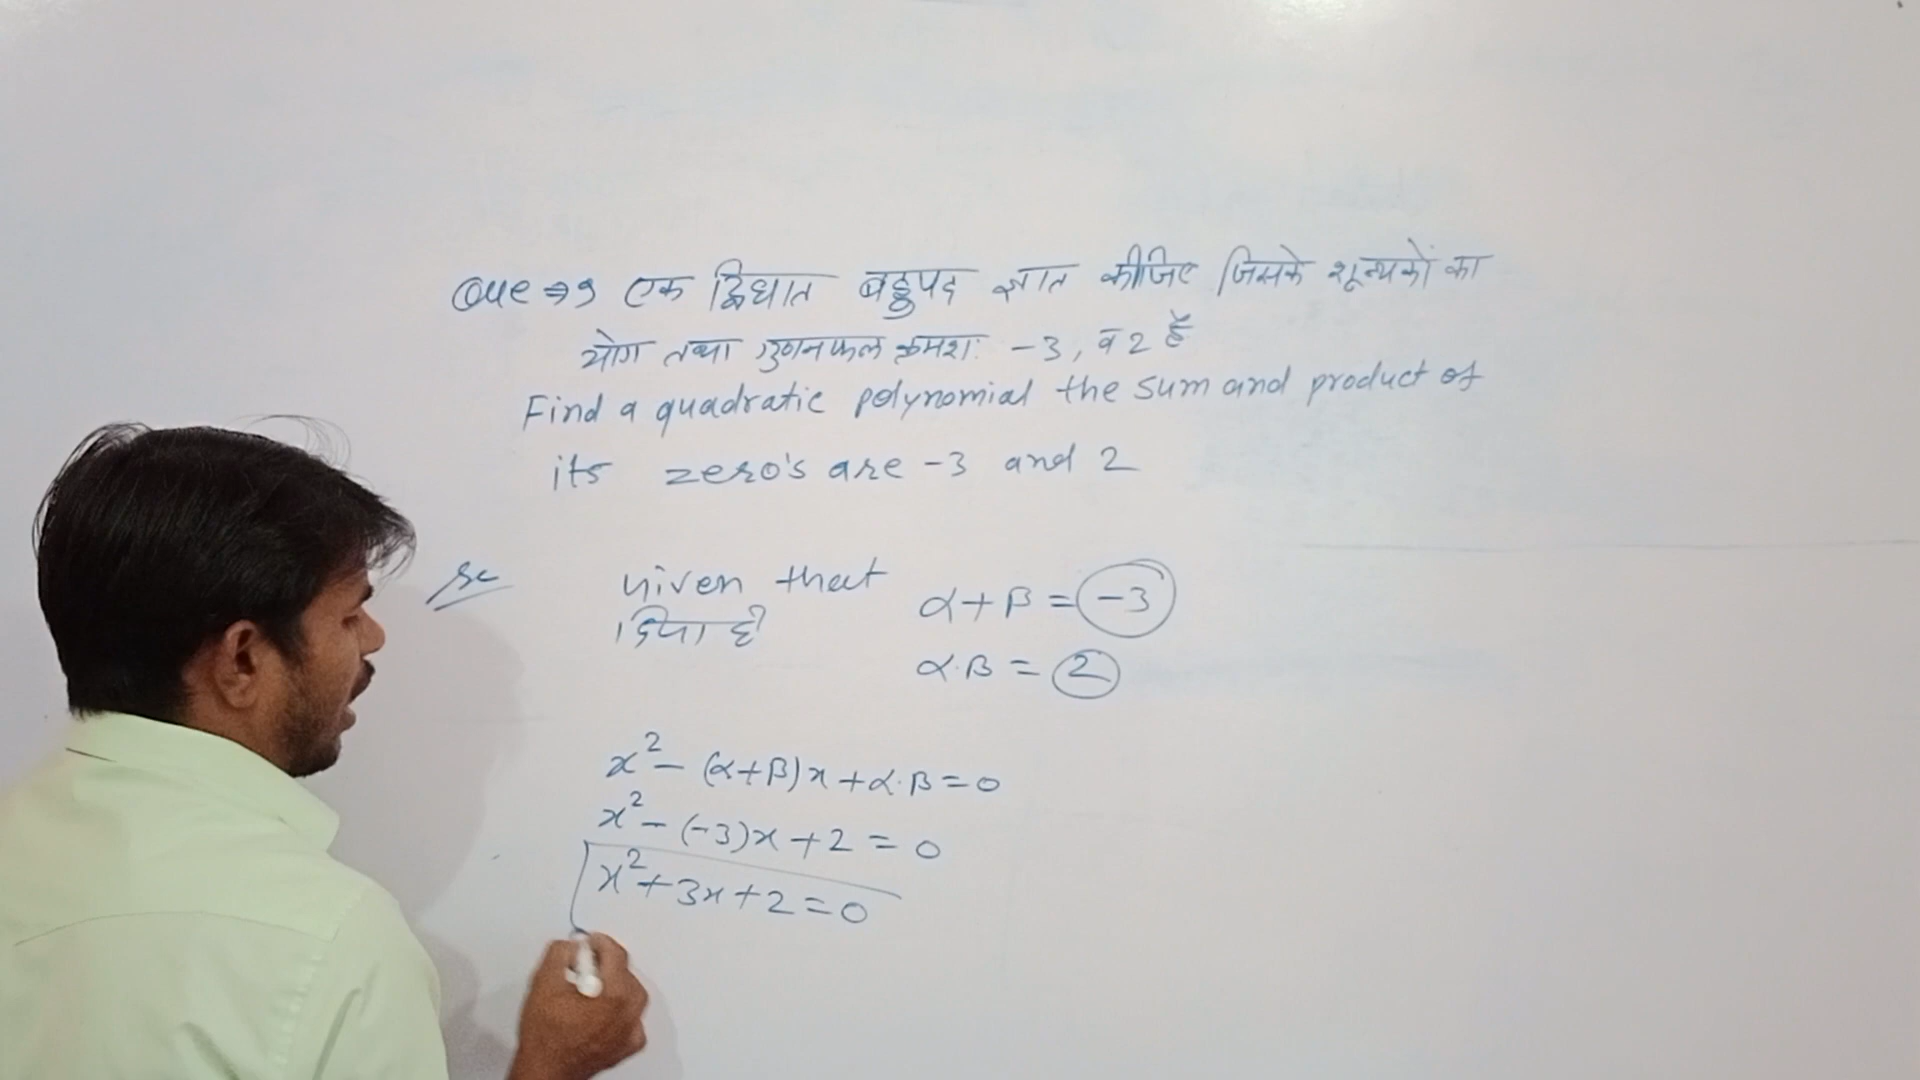 Que ⇒ 9 एक द्विघात बहुपद ज्ञात कीजिए जिसके शून्यकों का
योग तथा गुणनफल क्रमश: -3, व 2 है
Find a quadratic polynomial the sum and product of
its zero's are -3 and 2
Given that α+β = -3
दिया है
α.β = 2
x² - (α+β)x + α.β = 0
x² - (-3)x + 2 = 0
x² + 3x + 2 = 0